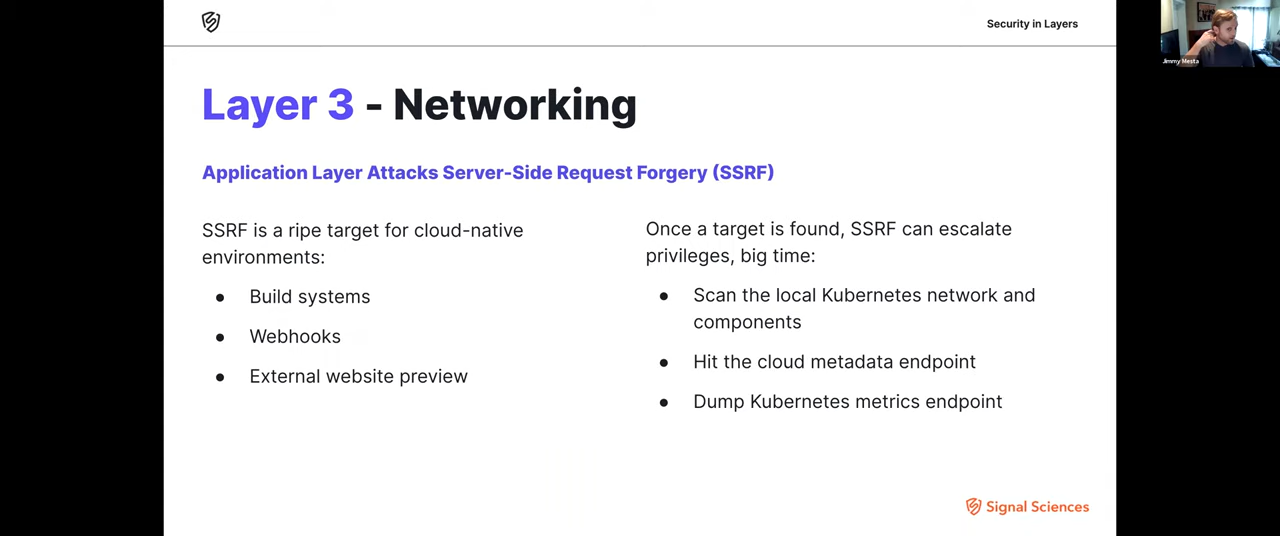 Security in Layers
Jimmy Mesta
Layer 3 - Networking
Application Layer Attacks Server-Side Request Forgery (SSRF)
SSRF is a ripe target for cloud-native
environments:
● Build systems
● Webhooks
● External website preview
Once a target is found, SSRF can escalate
privileges, big time:
● Scan the local Kubernetes network and
components
● Hit the cloud metadata endpoint
● Dump Kubernetes metrics endpoint
Signal Sciences